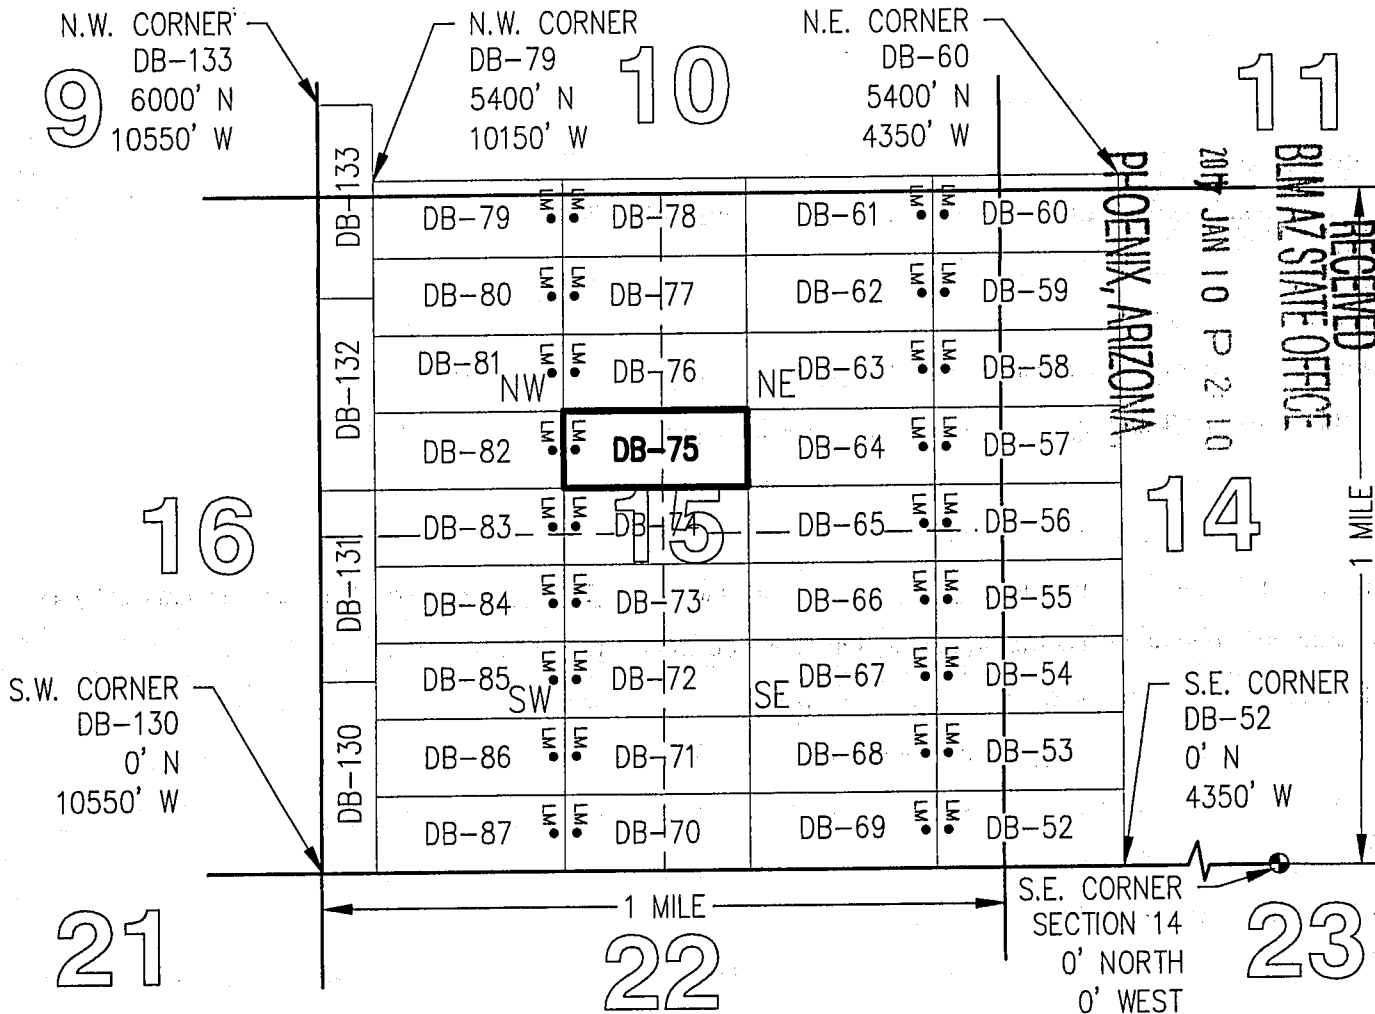 N.W. CORNER
DB-133
6000' N
10550' W
N.W. CORNER
DB-79
5400' N
10150' W
N.E. CORNER
DB-60
5400' N
4350' W
9
10
11
RECEIVED
BLM AZ STATE OFFICE
JAN 10 P 2:10
PHOENIX, ARIZONA
DB-133
DB-132
DB-131
DB-130
DB-79 LM LM DB-78 DB-61 LM LM DB-60
DB-80 LM LM DB-77 DB-62 LM LM DB-59
DB-81 LM LM DB-76 DB-63 LM LM DB-58
NW NE
DB-82 LM LM DB-75 DB-64 LM LM DB-57
DB-83 LM LM DB-74 DB-65 LM LM DB-56
16 15 14
DB-84 LM LM DB-73 DB-66 LM LM DB-55
DB-85 LM LM DB-72 DB-67 LM LM DB-54
SW SE
DB-86 LM LM DB-71 DB-68 LM LM DB-53
DB-87 LM LM DB-70 DB-69 LM LM DB-52
1 MILE
S.W. CORNER
DB-130
0' N
10550' W
S.E. CORNER
DB-52
0' N
4350' W
1 MILE
S.E. CORNER
SECTION 14
0' NORTH
0' WEST
21
22
23